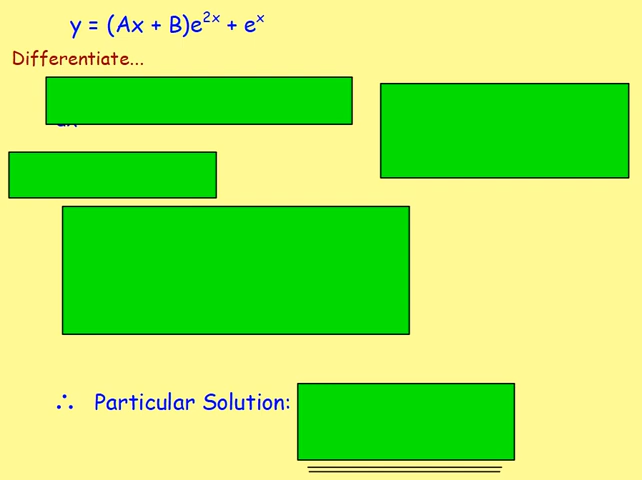 y = (Ax + B)e^{2x} + e^x
Differentiate...
∴ Particular Solution: